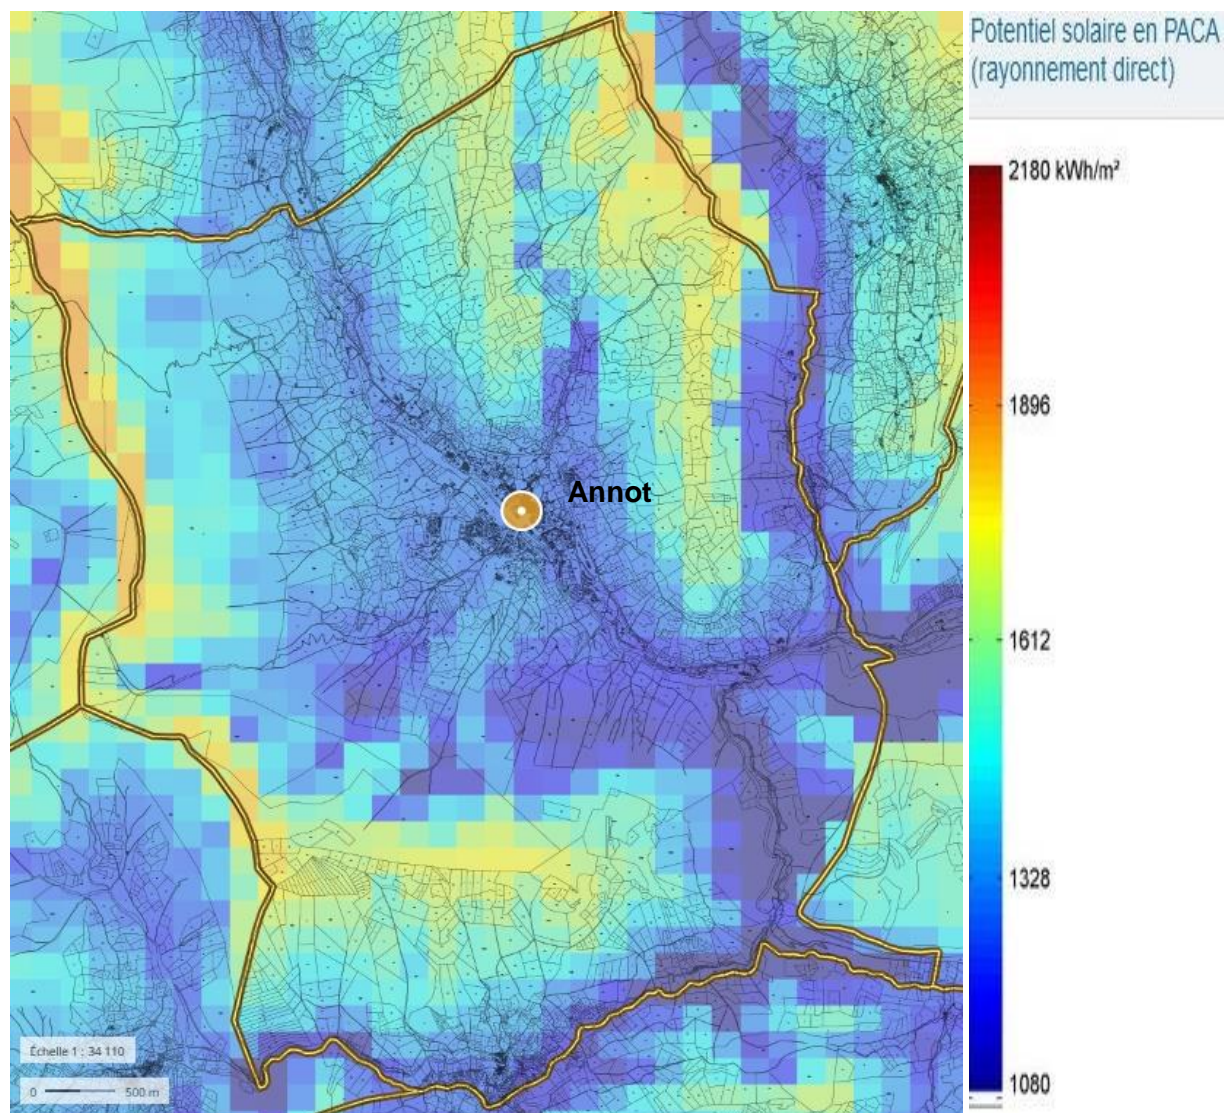 Potentiel solaire en PACA
(rayonnement direct)
2180 kWh/m²
1896
Annot
1612
1328
1080
Échelle 1 : 34 110
0 500 m